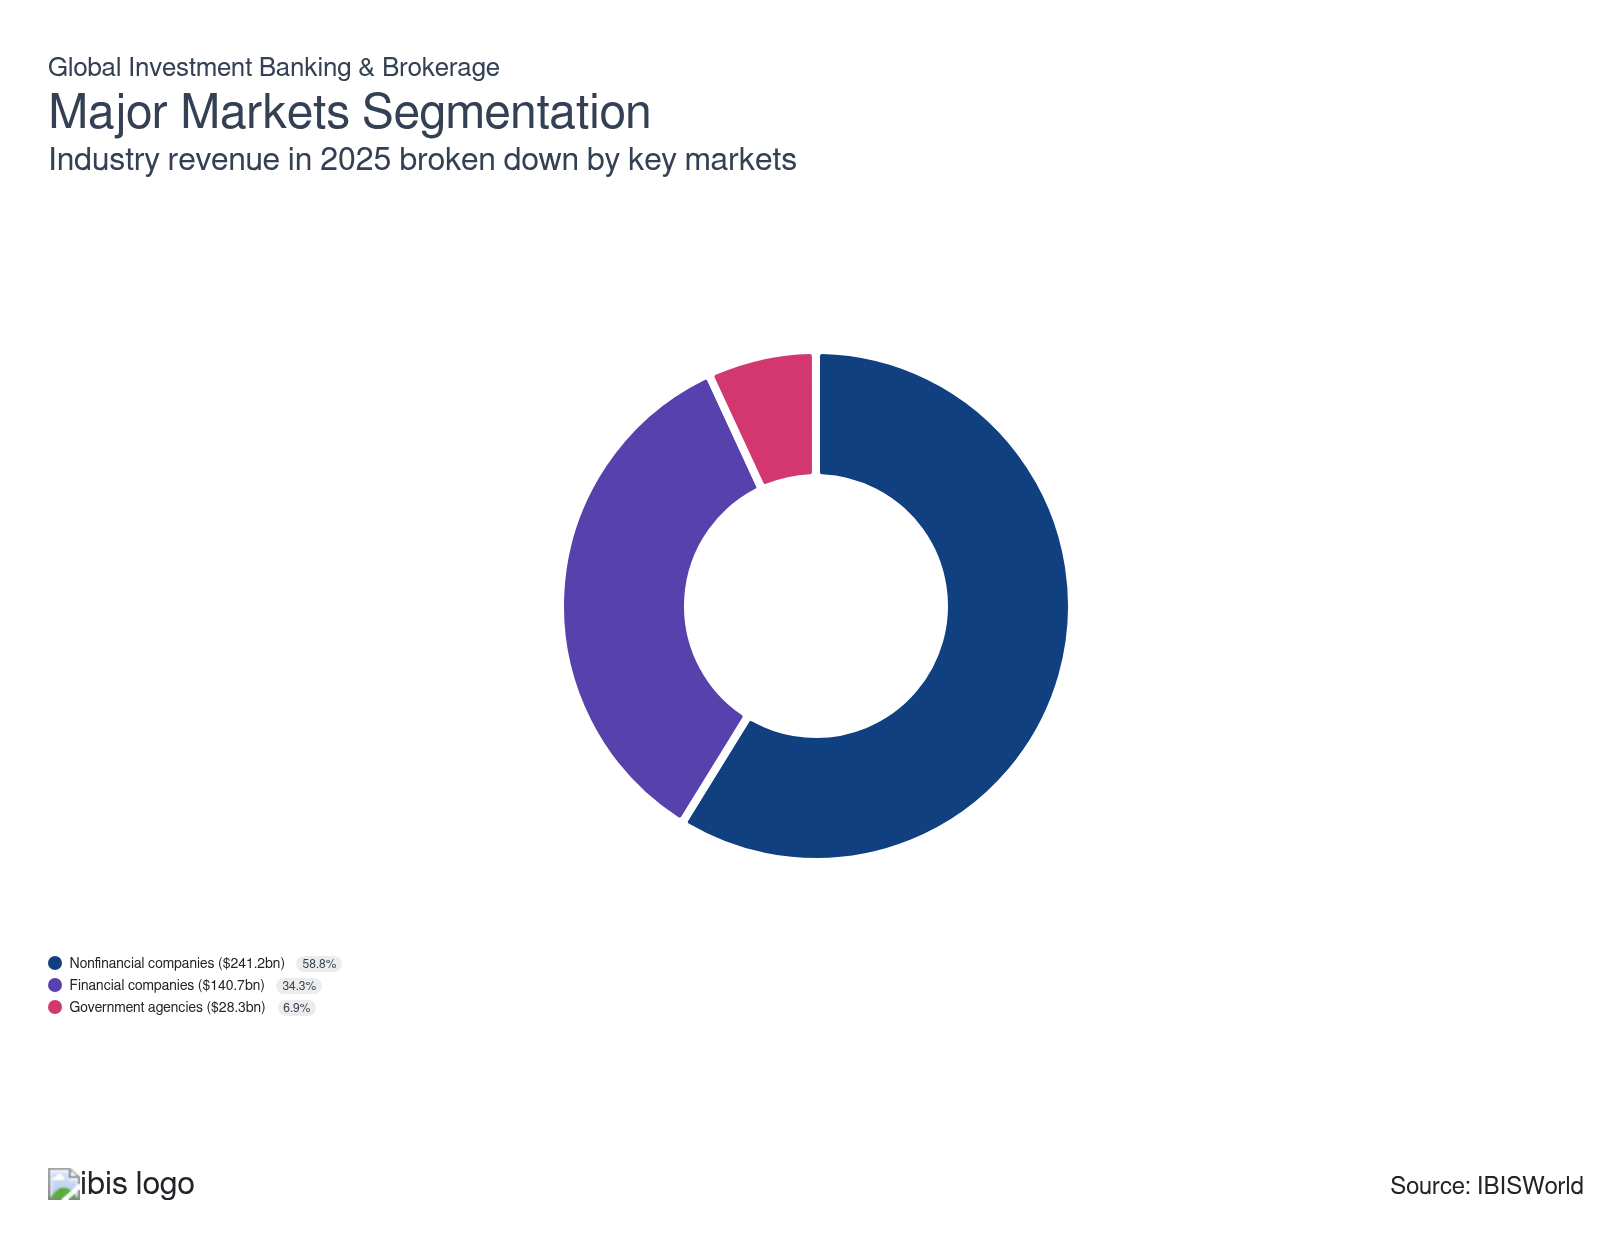 Global Investment Banking & Brokerage
Major Markets Segmentation
Industry revenue in 2025 broken down by key markets
Nonfinancial companies ($241.2bn) 58.8%
Financial companies ($140.7bn) 34.3%
Government agencies ($28.3bn) 6.9%
ibis logo
Source: IBISWorld